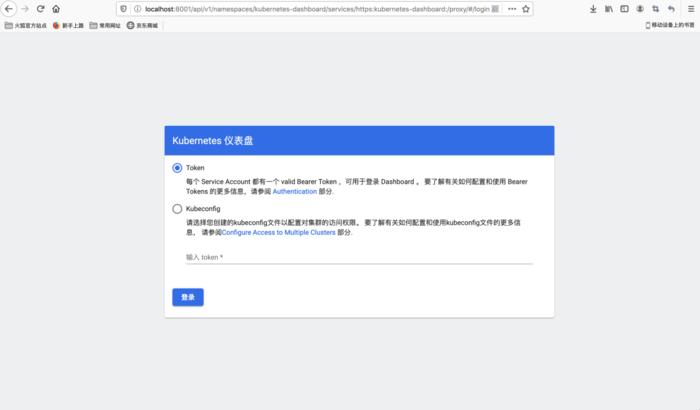 localhost:8001/api/v1/namespaces/kubernetes-dashboard/services/https:kubernetes-dashboard:/proxy/#/login
火狐官方站点 新手上路 常用网址 京东商城 移动设备上的书签
Kubernetes 仪表盘
Token
每个 Service Account 都有一个 valid Bearer Token ，可用于登录 Dashboard 。 要了解有关如何配置和使用 Bearer
Tokens 的更多信息，请参阅 Authentication 部分.
Kubeconfig
请选择您创建的kubeconfig文件以配置对集群的访问权限。 要了解有关如何配置和使用kubeconfig文件的更多信
息， 请参阅Configure Access to Multiple Clusters 部分.
输入 token *
登录